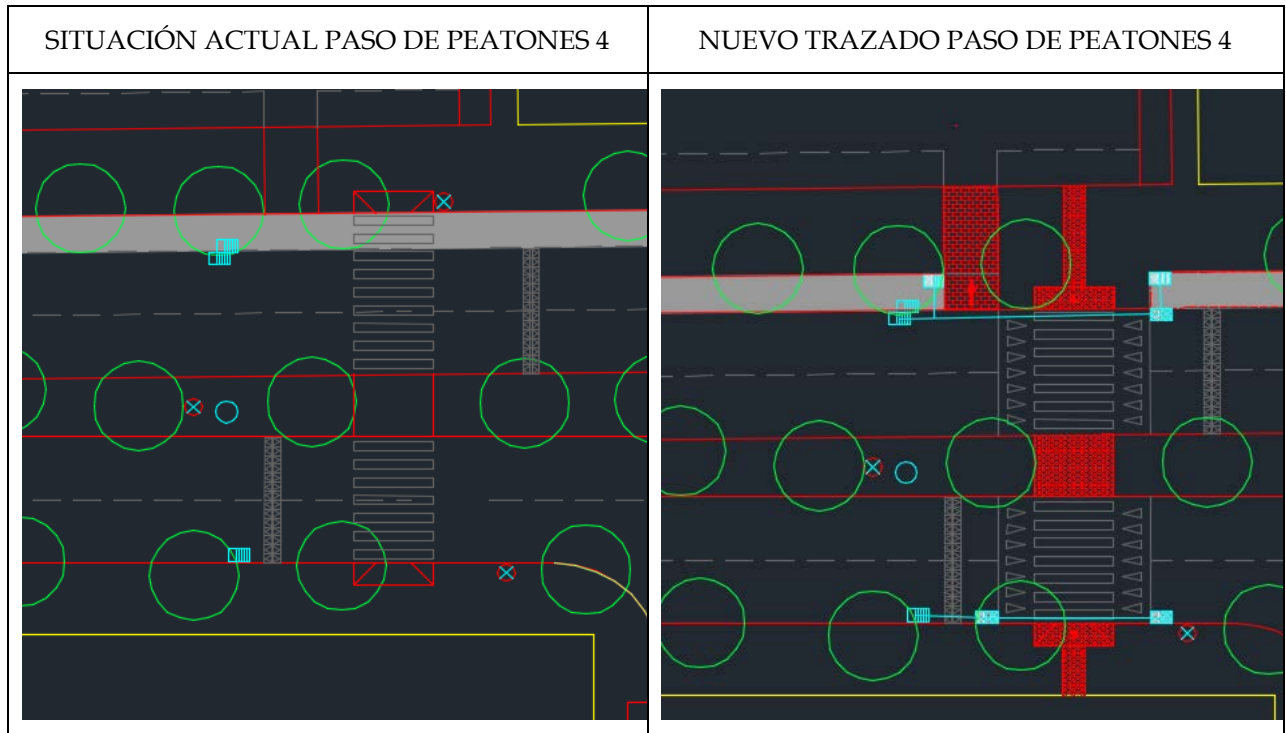 SITUACIÓN ACTUAL PASO DE PEATONES 4
NUEVO TRAZADO PASO DE PEATONES 4